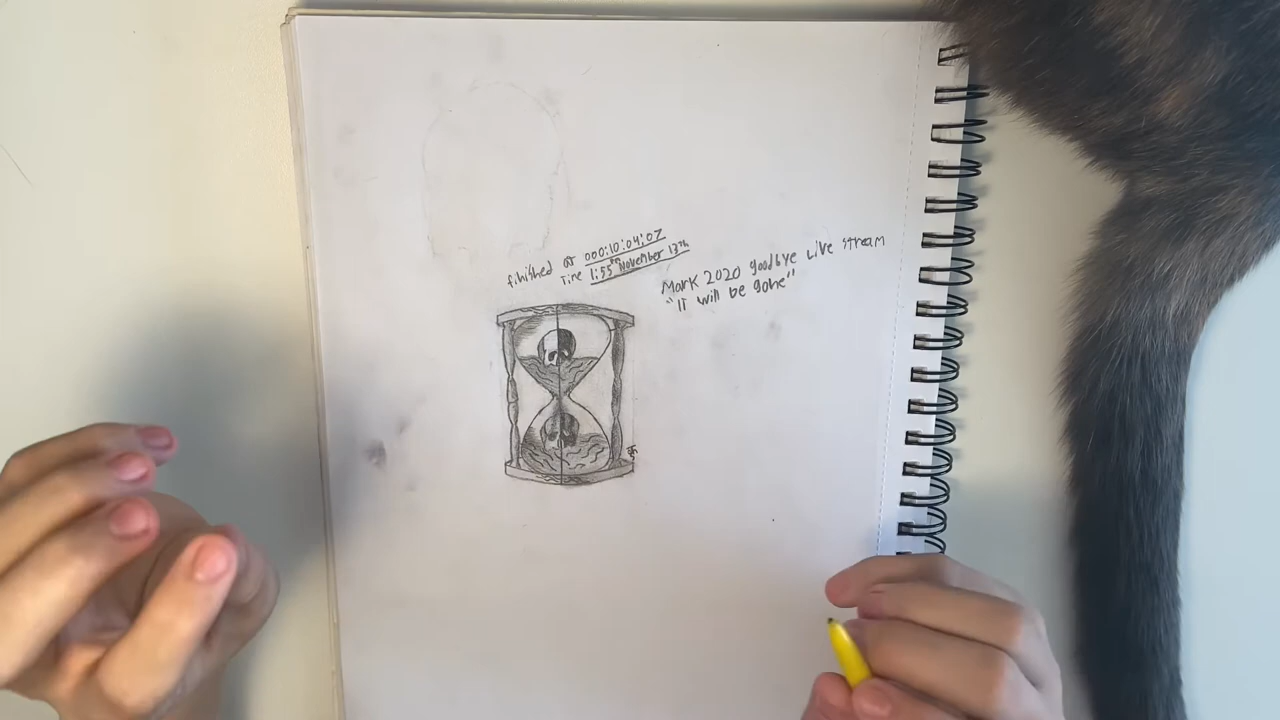 finished at 000:10:04:07
Time 1:55 PM November 13th
Mark 2020 goodbye Live stream
"It will be gone"